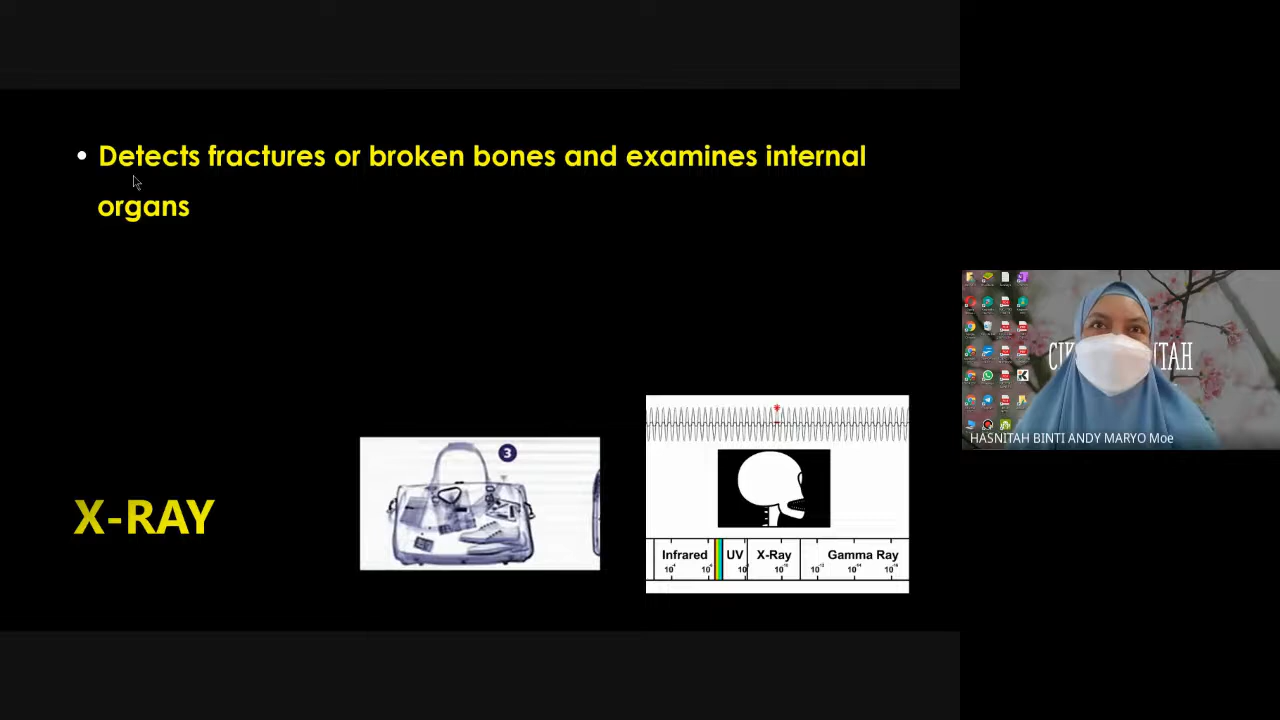 • Detects fractures or broken bones and examines internal
organs
X-RAY
3
Infrared UV X-Ray Gamma Ray
HASNITAH BINTI ANDY MARYO Moe